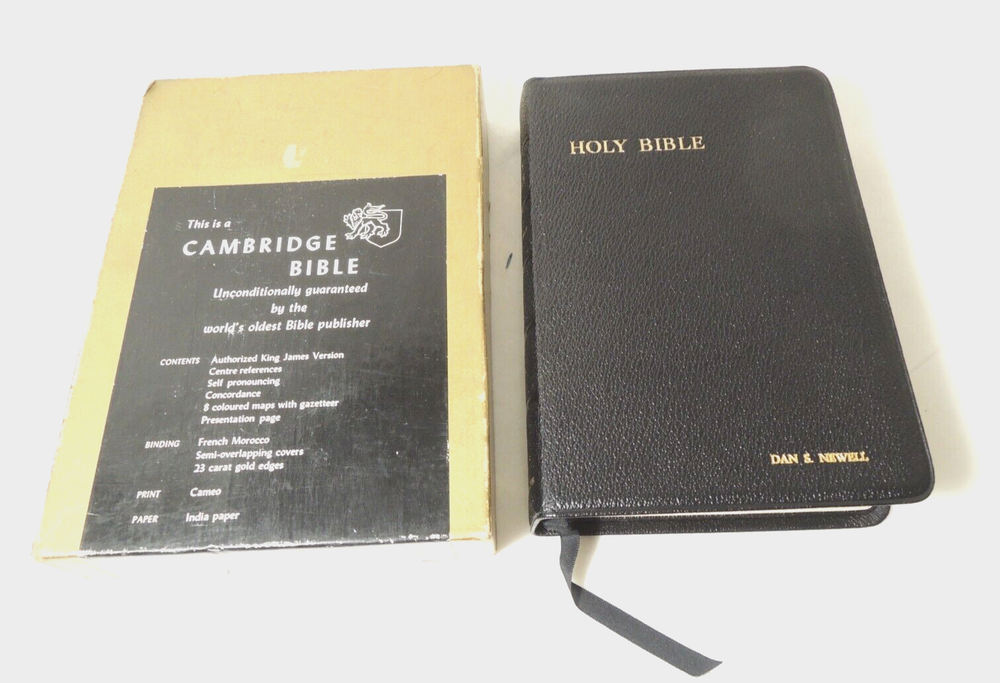 This is a
CAMBRIDGE
BIBLE
Unconditionally guaranteed
by the
world's oldest Bible publisher
CONTENTS Authorized King James Version
Centre references
Self pronouncing
Concordance
8 coloured maps with gazetteer
Presentation page
BINDING French Morocco
Semi-overlapping covers
23 carat gold edges
PRINT Cameo
PAPER India paper
HOLY BIBLE
DAN S. NEWELL